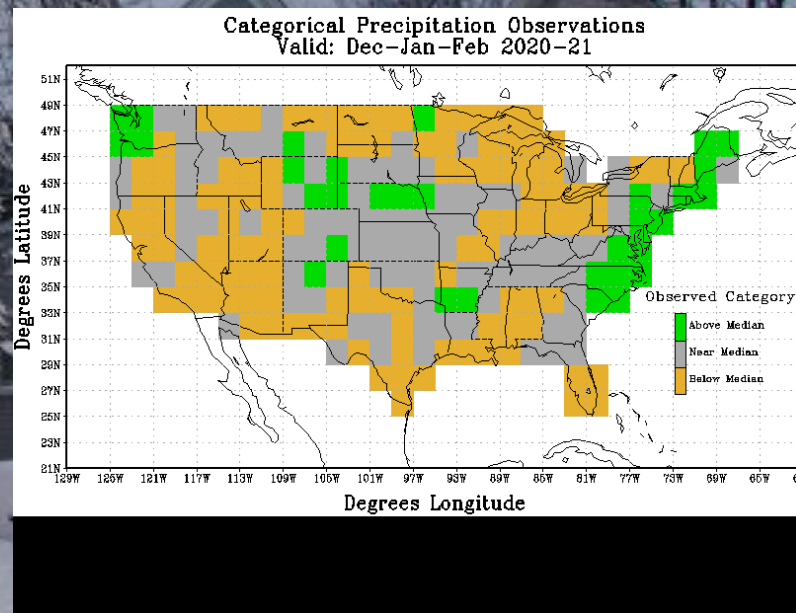 Categorical Precipitation Observations
Valid: Dec-Jan-Feb 2020-21
51N
49N
47N
45N
43N
41N
39N
37N
35N
33N
31N
29N
27N
25N
23N
21N
Degrees Latitude
Observed Category
Above Median
Near Median
Below Median
129W 125W 121W 117W 113W 109W 105W 101W 97W 93W 89W 85W 81W 77W 73W 69W 65W
Degrees Longitude